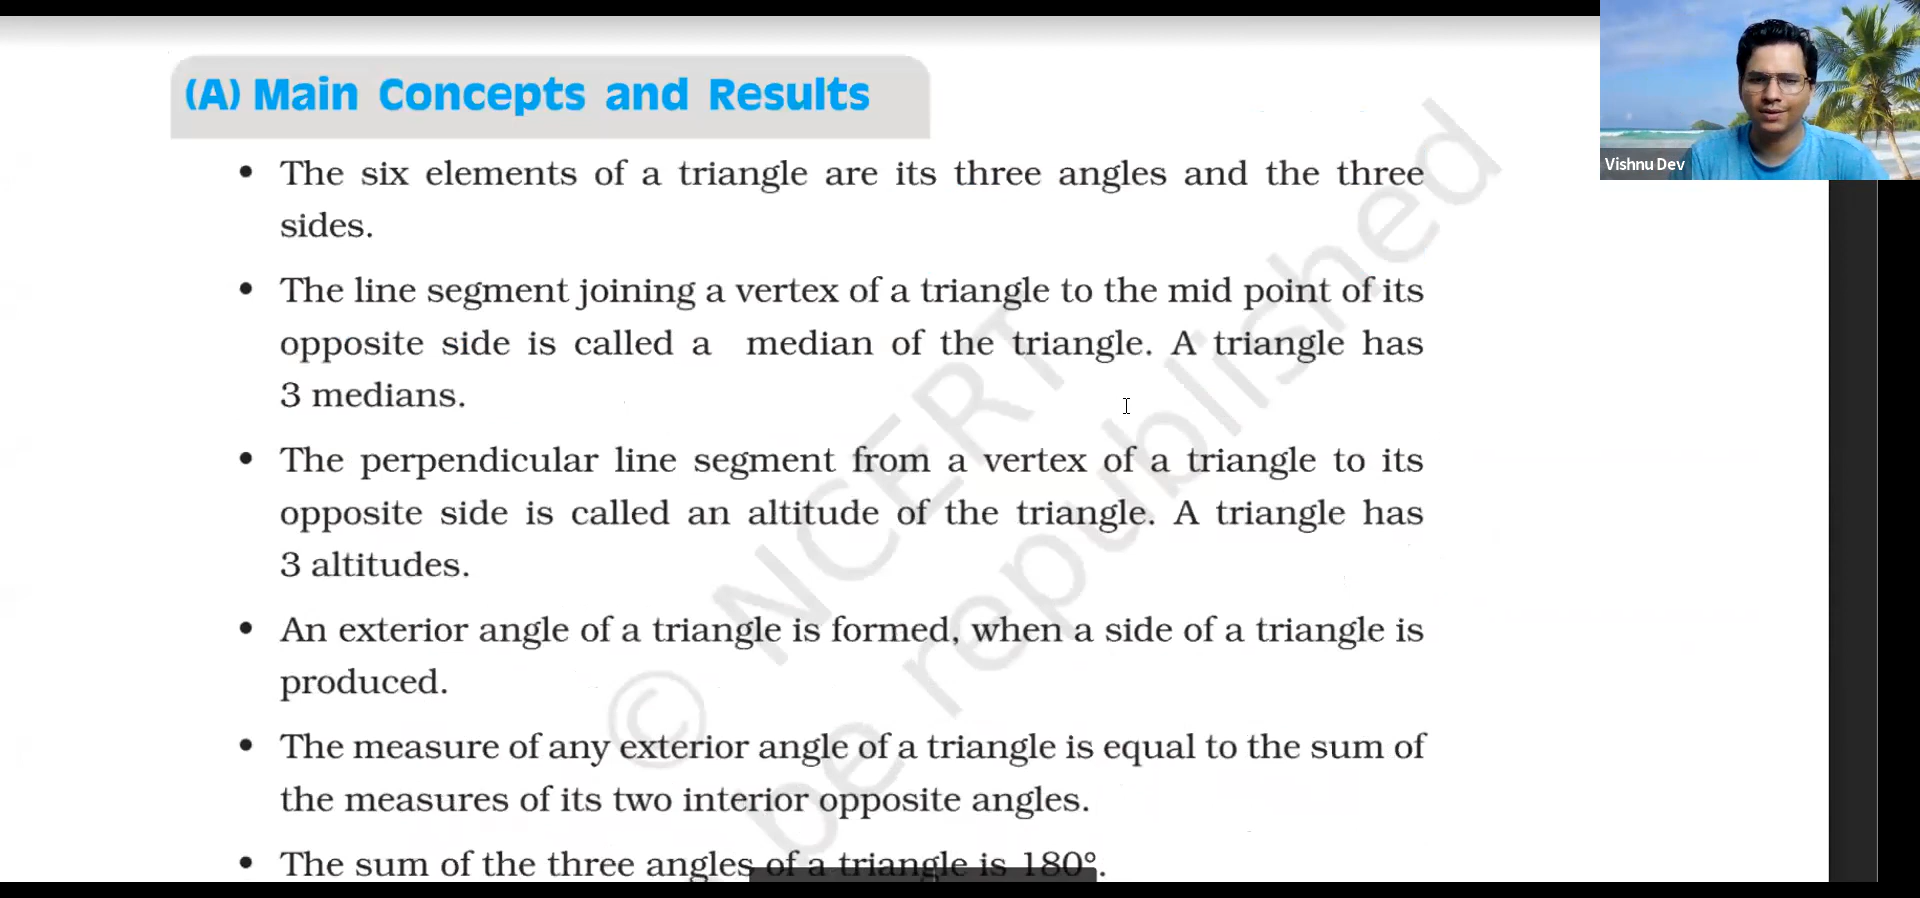 (A) Main Concepts and Results
Vishnu Dev
• The six elements of a triangle are its three angles and the three
sides.
• The line segment joining a vertex of a triangle to the mid point of its
opposite side is called a median of the triangle. A triangle has
3 medians.
• The perpendicular line segment from a vertex of a triangle to its
opposite side is called an altitude of the triangle. A triangle has
3 altitudes.
• An exterior angle of a triangle is formed, when a side of a triangle is
produced.
• The measure of any exterior angle of a triangle is equal to the sum of
the measures of its two interior opposite angles.
• The sum of the three angles of a triangle is 180°.
© NCERT
be republished